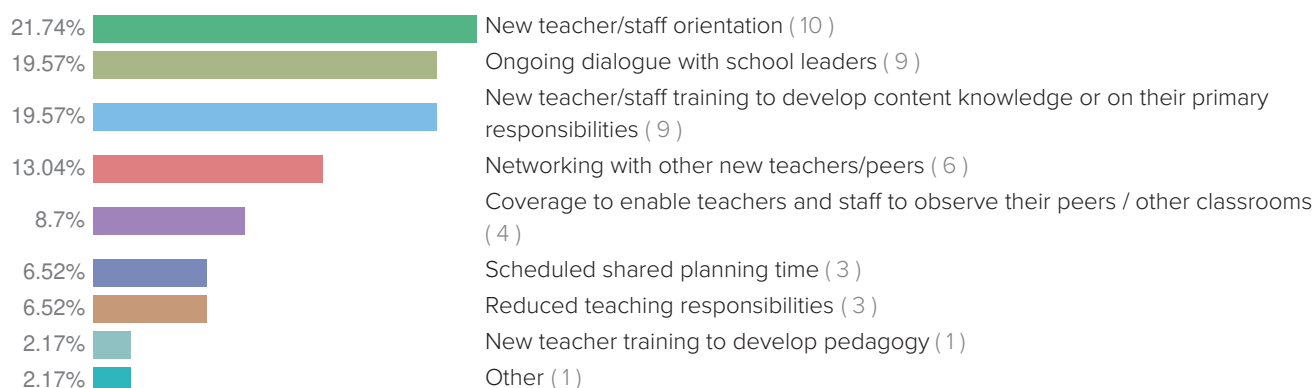 21.74% New teacher/staff orientation ( 10 )
19.57% Ongoing dialogue with school leaders ( 9 )
New teacher/staff training to develop content knowledge or on their primary
19.57% responsibilities ( 9 )
13.04% Networking with other new teachers/peers ( 6 )
Coverage to enable teachers and staff to observe their peers / other classrooms
8.7% ( 4 )
6.52% Scheduled shared planning time ( 3 )
6.52% Reduced teaching responsibilities ( 3 )
2.17% New teacher training to develop pedagogy ( 1 )
2.17% Other ( 1 )